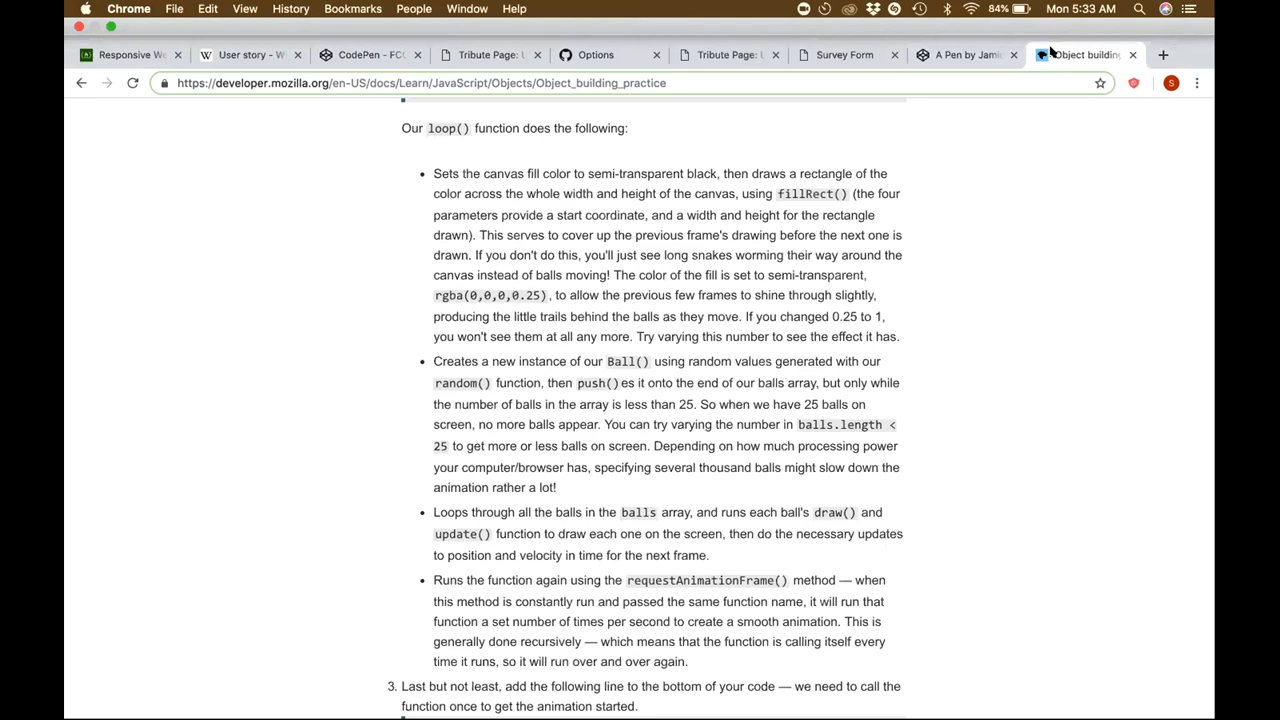 Chrome File Edit View History Bookmarks People Window Help 84% Mon 5:33 AM
Responsive We User story - W CodePen - FCC Tribute Page: L Options Tribute Page: L Survey Form A Pen by Jami Object building
https://developer.mozilla.org/en-US/docs/Learn/JavaScript/Objects/Object_building_practice S
Our loop() function does the following:
• Sets the canvas fill color to semi-transparent black, then draws a rectangle of the
color across the whole width and height of the canvas, using fillRect() (the four
parameters provide a start coordinate, and a width and height for the rectangle
drawn). This serves to cover up the previous frame's drawing before the next one is
drawn. If you don't do this, you'll just see long snakes worming their way around the
canvas instead of balls moving! The color of the fill is set to semi-transparent,
rgba(0,0,0,0.25), to allow the previous few frames to shine through slightly,
producing the little trails behind the balls as they move. If you changed 0.25 to 1,
you won't see them at all any more. Try varying this number to see the effect it has.
• Creates a new instance of our Ball() using random values generated with our
random() function, then push()es it onto the end of our balls array, but only while
the number of balls in the array is less than 25. So when we have 25 balls on
screen, no more balls appear. You can try varying the number in balls.length <
25 to get more or less balls on screen. Depending on how much processing power
your computer/browser has, specifying several thousand balls might slow down the
animation rather a lot!
• Loops through all the balls in the balls array, and runs each ball's draw() and
update() function to draw each one on the screen, then do the necessary updates
to position and velocity in time for the next frame.
• Runs the function again using the requestAnimationFrame() method — when
this method is constantly run and passed the same function name, it will run that
function a set number of times per second to create a smooth animation. This is
generally done recursively — which means that the function is calling itself every
time it runs, so it will run over and over again.
3. Last but not least, add the following line to the bottom of your code — we need to call the
function once to get the animation started.